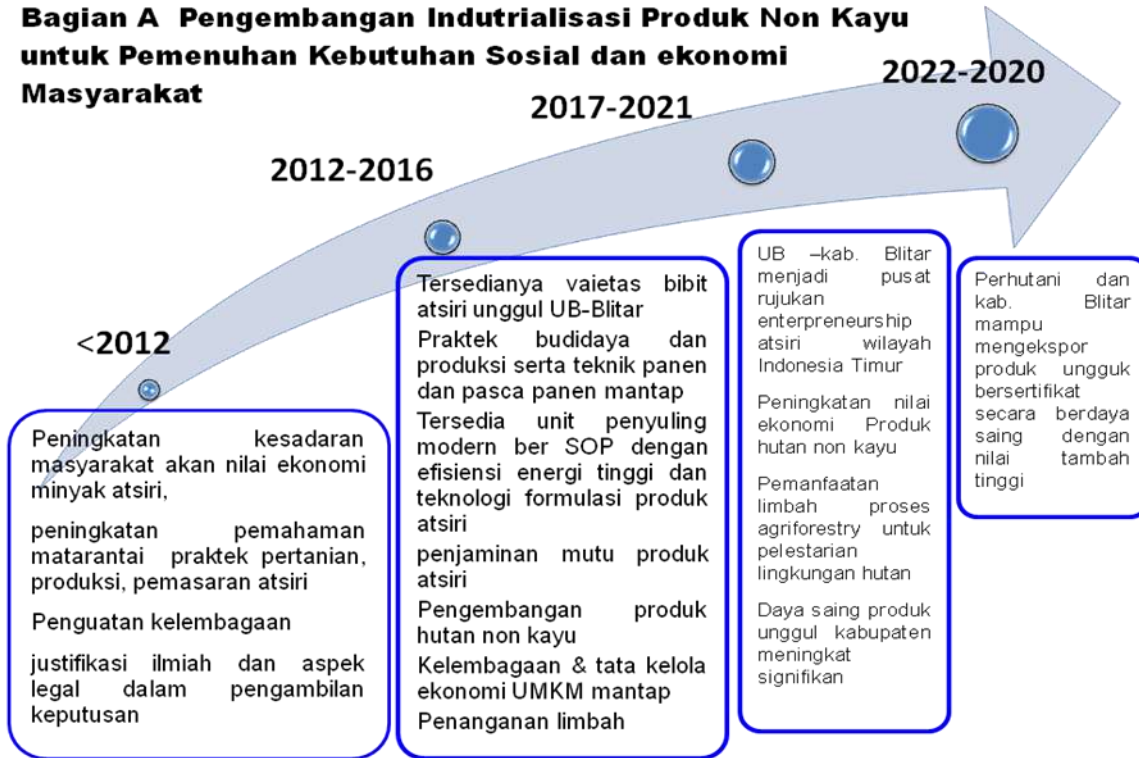 Bagian A Pengembangan Indutrialisasi Produk Non Kayu
untuk Pemenuhan Kebutuhan Sosial dan ekonomi
Masyarakat
<2012
Peningkatan kesadaran
masyarakat akan nilai ekonomi
minyak atsiri,
peningkatan pemahaman
matarantai praktek pertanian,
produksi, pemasaran atsiri
Penguatan kelembagaan
justifikasi ilmiah dan aspek
legal dalam pengambilan
keputusan
2012-2016
Tersedianya vaietas bibit
atsiri unggul UB-Blitar
Praktek budidaya dan
produksi serta teknik panen
dan pasca panen mantap
Tersedia unit penyuling
modern ber SOP dengan
efisiensi energi tinggi dan
teknologi formulasi produk
atsiri
penjaminan mutu produk
atsiri
Pengembangan produk
hutan non kayu
Kelembagaan & tata kelola
ekonomi UMKM mantap
Penanganan limbah
2017-2021
UB –kab. Blitar
menjadi pusat
rujukan
enterpreneurship
atsiri wilayah
Indonesia Timur
Peningkatan nilai
ekonomi Produk
hutan non kayu
Pemanfaatan
limbah proses
agriforestry untuk
pelestarian
lingkungan hutan
Daya saing produk
unggul kabupaten
meningkat
signifikan
2022-2020
Perhutani dan
kab. Blitar
mampu
mengekspor
produk ungguk
bersertifikat
secara berdaya
saing dengan
nilai tambah
tinggi